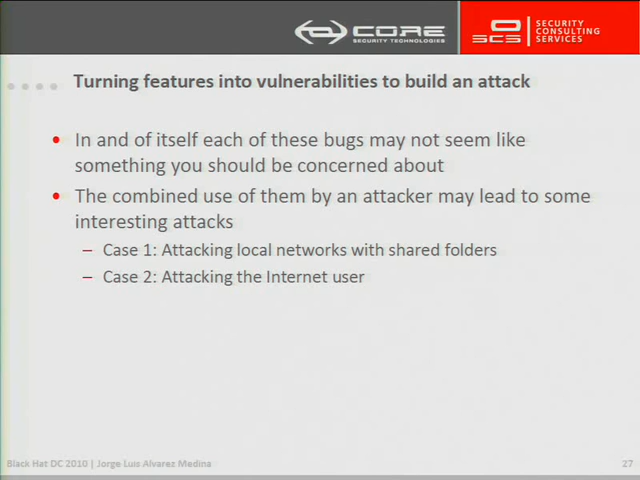 CORE
SECURITY TECHNOLOGIES
SCS
SECURITY
CONSULTING
SERVICES
Turning features into vulnerabilities to build an attack
• In and of itself each of these bugs may not seem like
something you should be concerned about
• The combined use of them by an attacker may lead to some
interesting attacks
– Case 1: Attacking local networks with shared folders
– Case 2: Attacking the Internet user
Black Hat DC 2010 | Jorge Luis Alvarez Medina
27